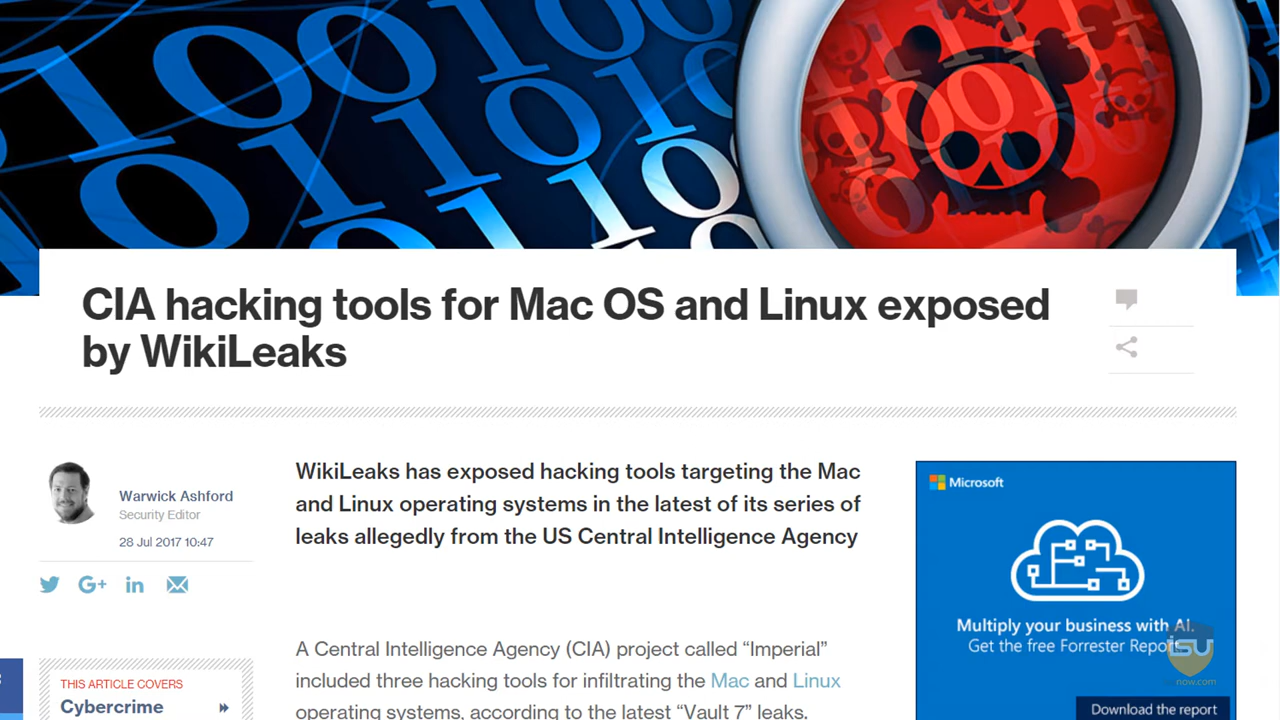 CIA hacking tools for Mac OS and Linux exposed
by WikiLeaks
Warwick Ashford
Security Editor
28 Jul 2017 10:47
G+ in
THIS ARTICLE COVERS
Cybercrime
WikiLeaks has exposed hacking tools targeting the Mac
and Linux operating systems in the latest of its series of
leaks allegedly from the US Central Intelligence Agency
A Central Intelligence Agency (CIA) project called “Imperial”
included three hacking tools for infiltrating the Mac and Linux
operating systems, according to the latest “Vault 7” leaks.
Microsoft
Multiply your business with AI.
Get the free Forrester Report
Download the report
iSU
now.com